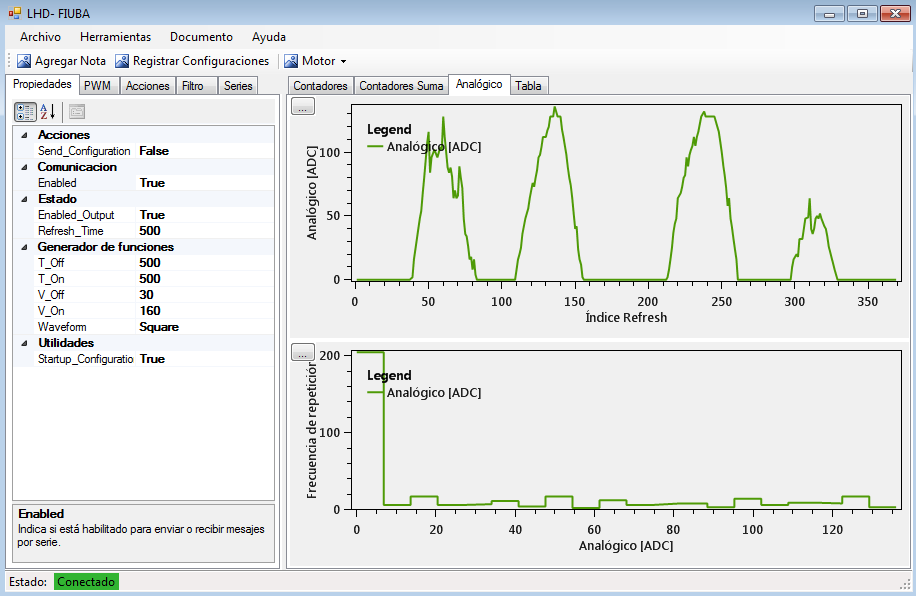 LHD- FIUBA
Archivo Herramientas Documento Ayuda
Agregar Nota Registrar Configuraciones Motor
Propiedades PWM Acciones Filtro Series
Contadores Contadores Suma Analógico Tabla
Acciones
Send_Configuration False
Comunicacion
Enabled True
Estado
Enabled_Output True
Refresh_Time 500
Generador de funciones
T_Off 500
T_On 500
V_Off 30
V_On 160
Waveform Square
Utilidades
Startup_Configuratio True
Enabled
Indica si está habilitado para enviar o recibir mesajes
por serie.
...
Legend
Analógico [ADC]
Analógico [ADC]
100
50
0
0 50 100 150 200 250 300 350
Índice Refresh
...
Legend
Analógico [ADC]
Frecuencia de repetición
200
100
0
0 20 40 60 80 100 120
Analógico [ADC]
Estado: Conectado